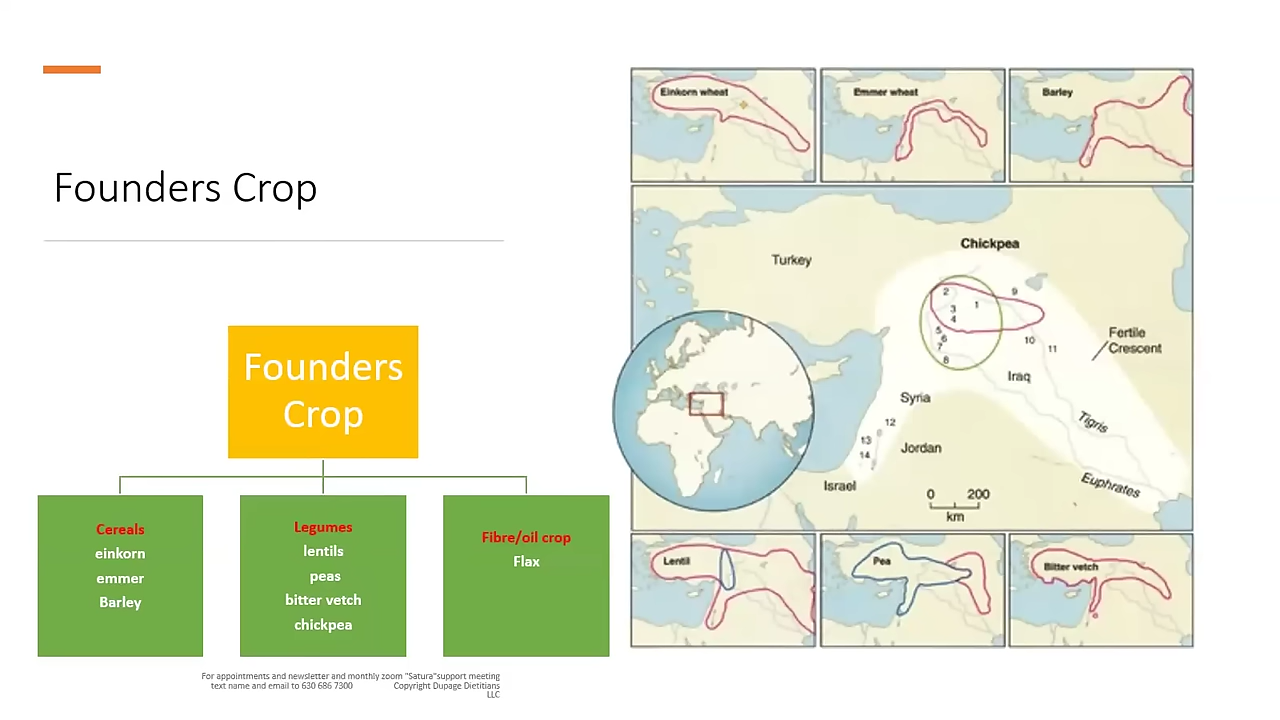 Founders Crop
Founders
Crop
Cereals
einkorn
emmer
Barley
Legumes
lentils
peas
bitter vetch
chickpea
Fibre/oil crop
Flax
For appointments and newsletter and monthly zoom "Satura"support meeting
text name and email to 630 686 7300 Copyright Dupage Dietitians
LLC
Einkorn wheat
Emmer wheat
Barley
Chickpea
Turkey
2
1
9
3
4
5
6
7
8
10
11
Fertile
Crescent
Iraq
Syria
Tigris
12
13
14
Jordan
Israel
Euphrates
0 200
km
Lentil
Pea
Bitter vetch